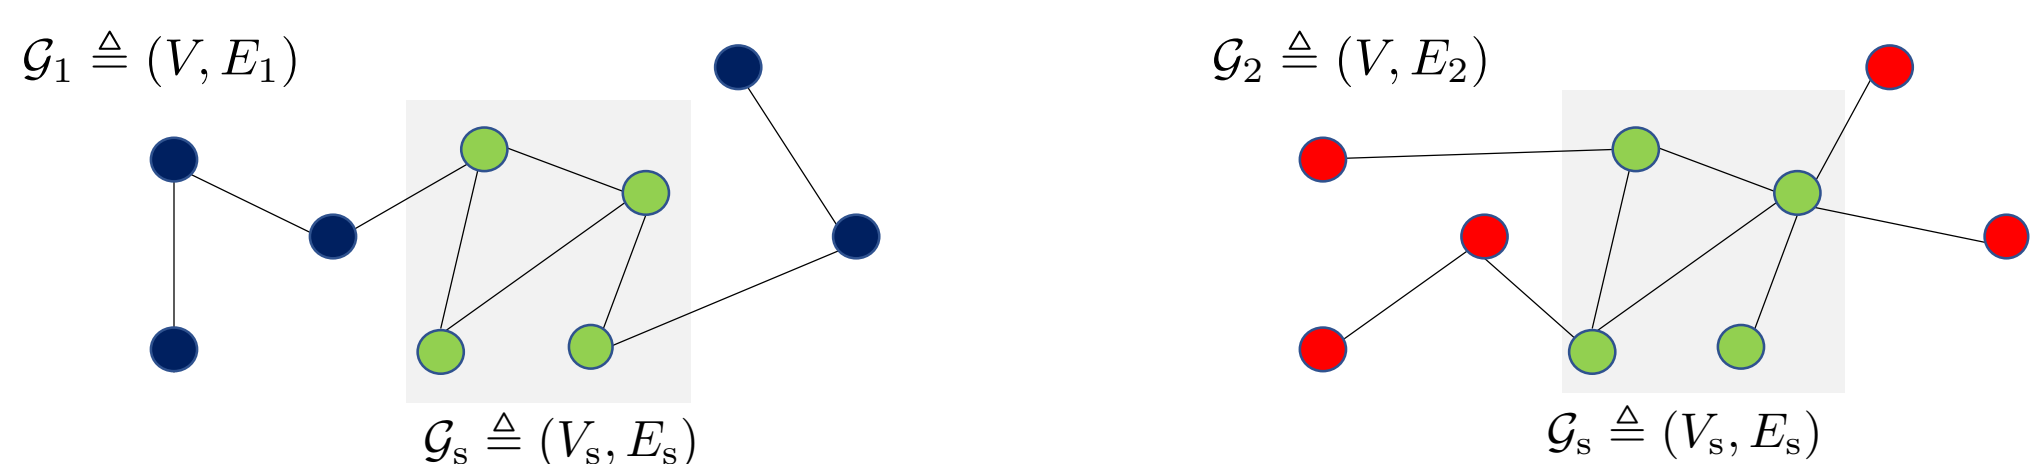 𝒢₁ ≜ (V, E₁)
𝒢ₛ ≜ (Vₛ, Eₛ)
𝒢₂ ≜ (V, E₂)
𝒢ₛ ≜ (Vₛ, Eₛ)